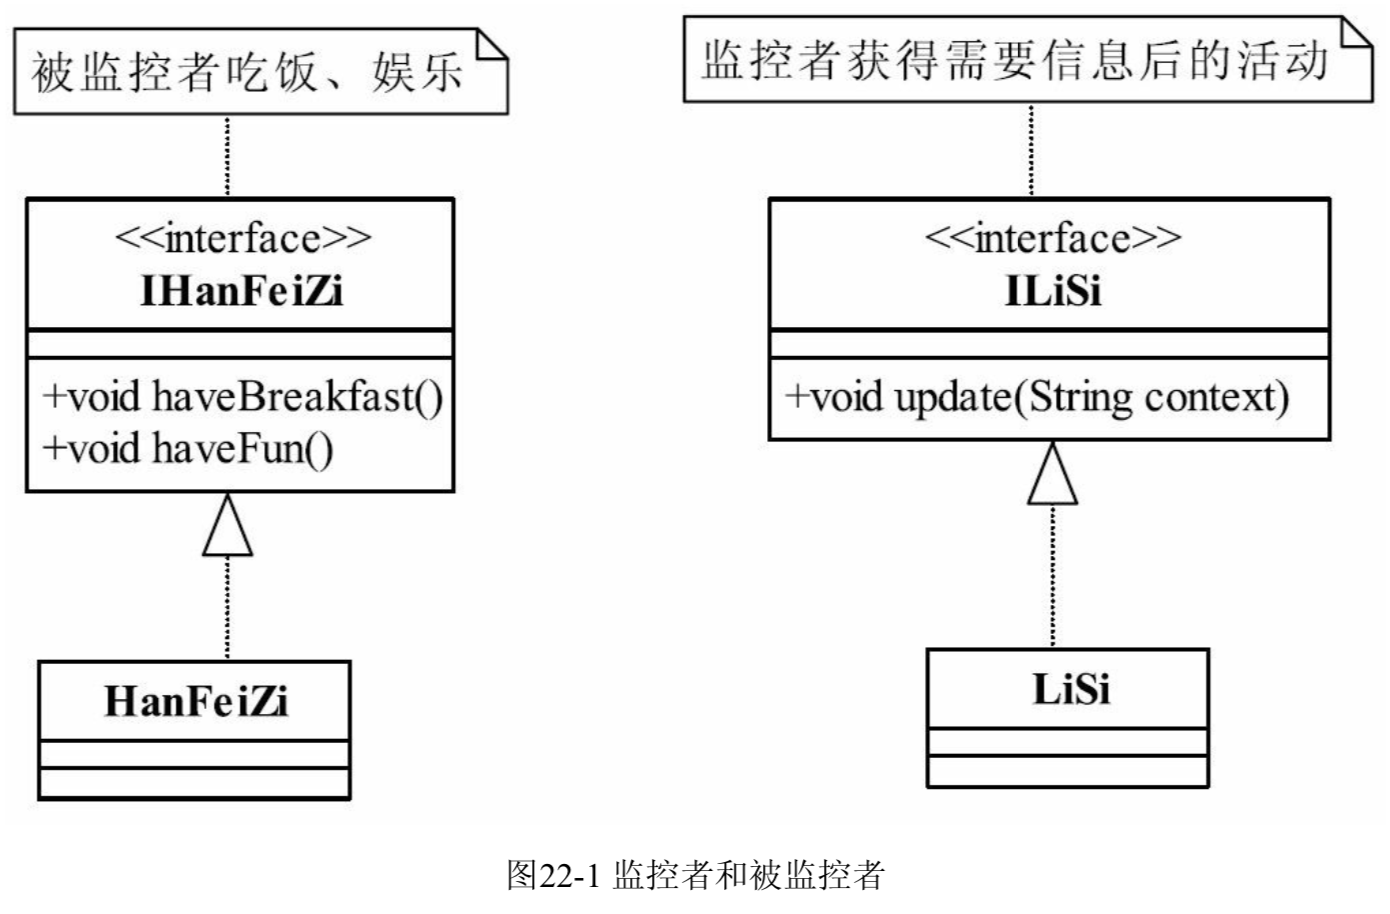 被监控者吃饭、娱乐
<<interface>>
IHanFeiZi
+void haveBreakfast()
+void haveFun()
HanFeiZi
监控者获得需要信息后的活动
<<interface>>
ILiSi
+void update(String context)
LiSi
图22-1 监控者和被监控者